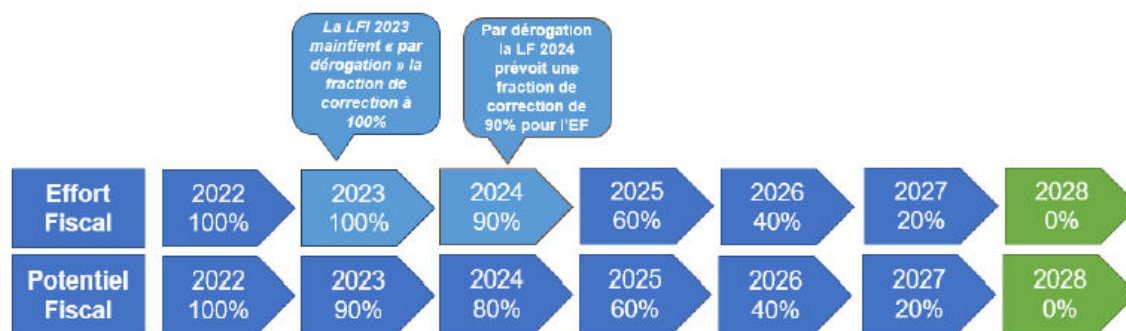 La LFI 2023
maintient « par
dérogation » la
fraction de
correction à
100%
Par dérogation
la LF 2024
prévoit une
fraction de
correction de
90% pour l'EF
Effort
Fiscal
2022
100%
2023
100%
2024
90%
2025
60%
2026
40%
2027
20%
2028
0%
Potentiel
Fiscal
2022
100%
2023
90%
2024
80%
2025
60%
2026
40%
2027
20%
2028
0%